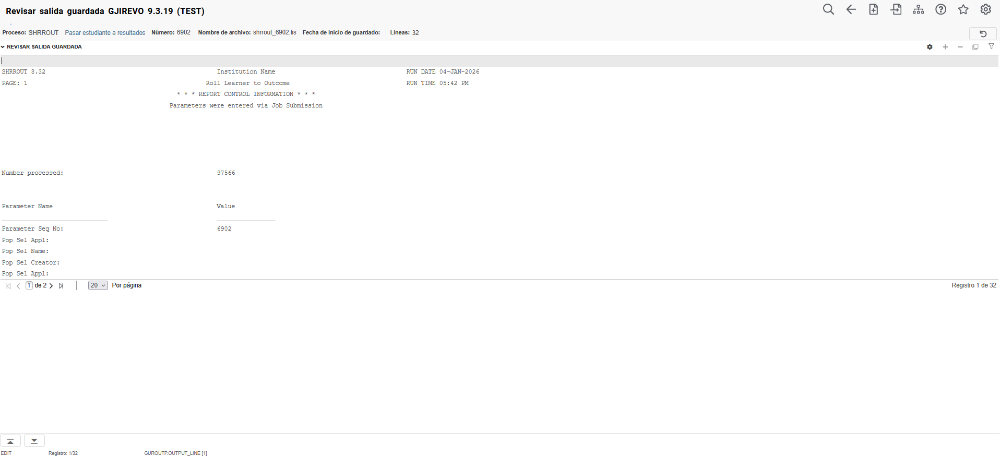 Revisar salida guardada GJIREVO 9.3.19 (TEST)
Proceso: SHRROUT Pasar estudiante a resultados Número: 6902 Nombre de archivo: shrrout_6902.lis Fecha de inicio de guardado: Líneas: 32
REVISAR SALIDA GUARDADA
SHRROUT 8.32 Institution Name RUN DATE 04-JAN-2026
PAGE: 1 Roll Learner to Outcome RUN TIME 05:42 PM
* * * REPORT CONTROL INFORMATION * * *
Parameters were entered via Job Submission
Number processed: 97566
Parameter Name Value
Parameter Seq No: 6902
Pop Sel Appl:
Pop Sel Name:
Pop Sel Creator:
Pop Sel Appl:
1 de 2 20 Por página Registro 1 de 32
EDIT Registro: 1/32 GUROUTP.OUTPUT_LINE [1]